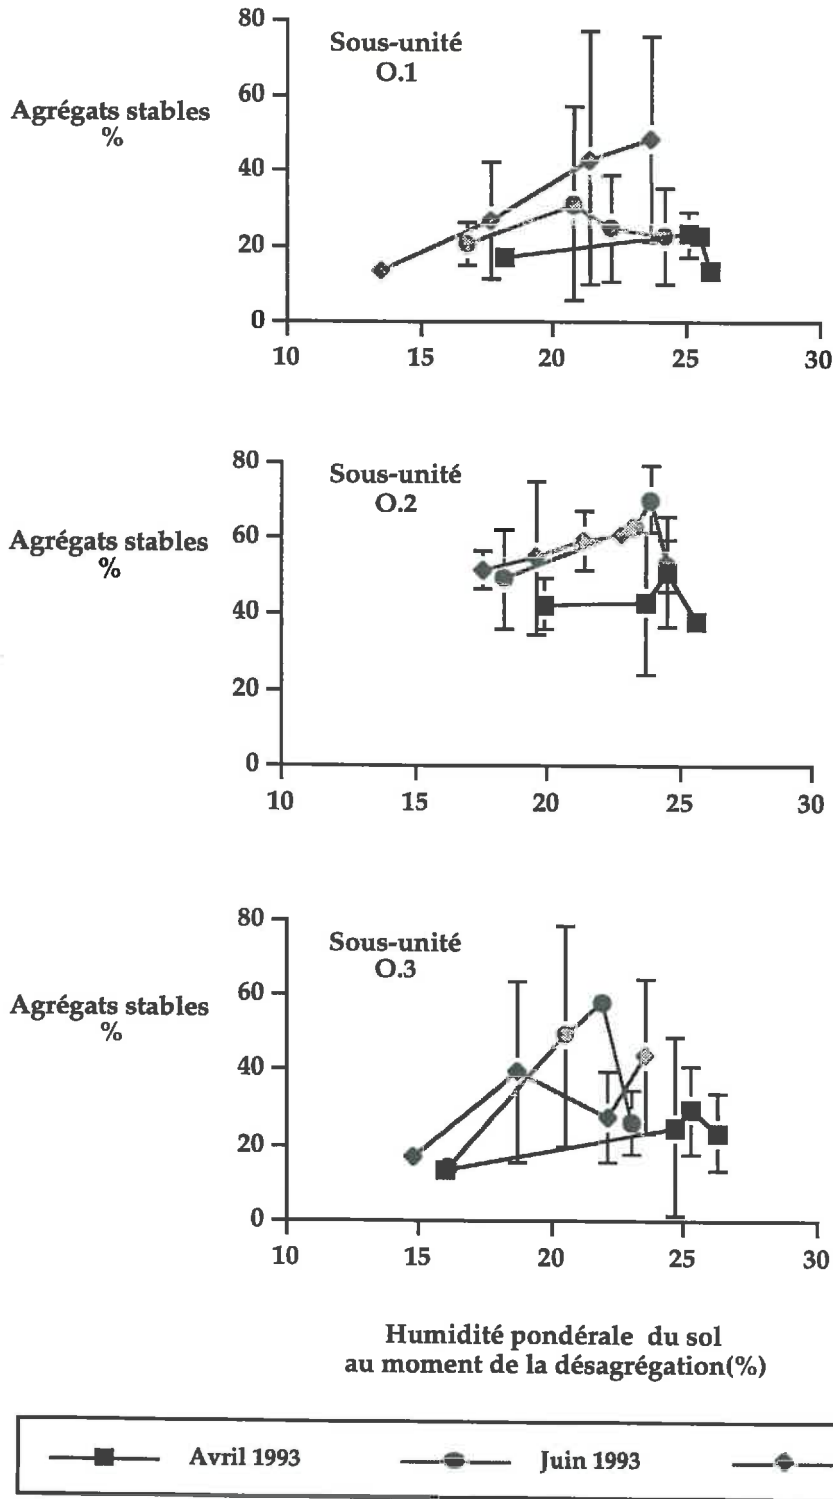 80
Sous-unité
O.1
60
Agrégats stables
%
40
20
0
10 15 20 25 30
80
Sous-unité
O.2
60
Agrégats stables
%
40
20
0
10 15 20 25 30
80
Sous-unité
O.3
60
Agrégats stables
%
40
20
0
10 15 20 25 30
Humidité pondérale du sol
au moment de la désagrégation(%)
Avril 1993 Juin 1993